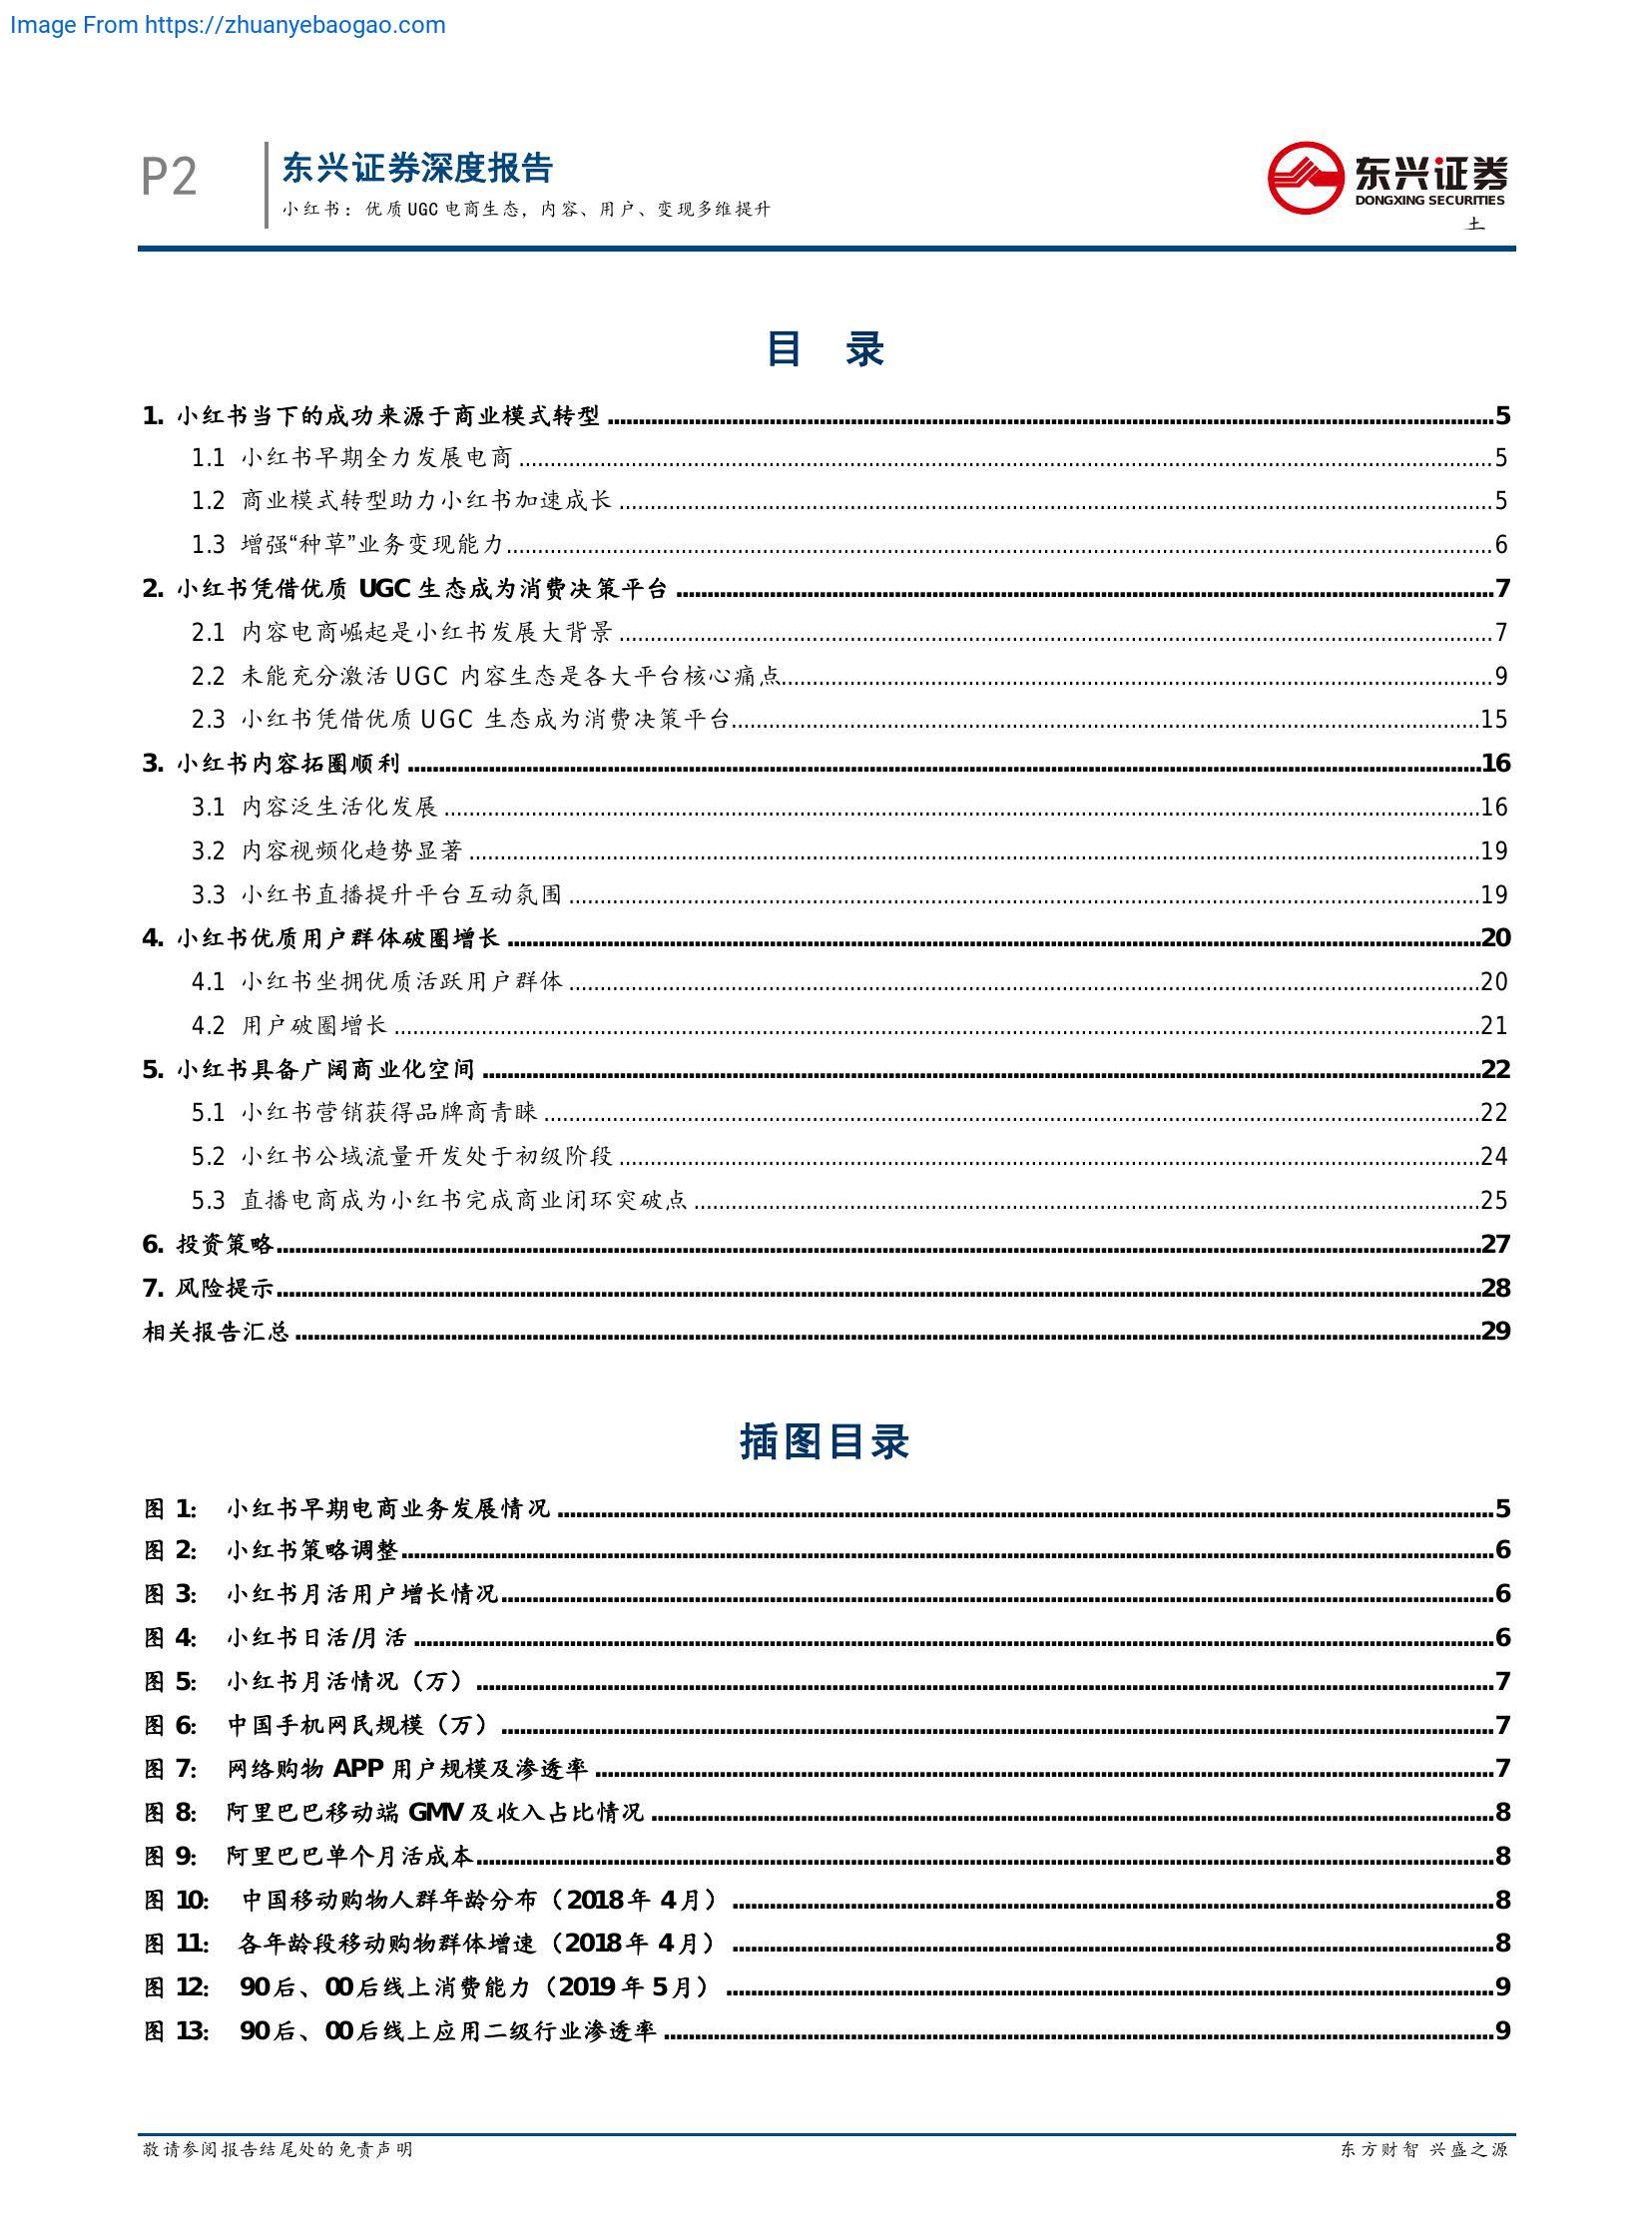 Image From https://zhuanyebaogao.com
P2
东兴证券深度报告
小红书：优质UGC电商生态，内容、用户、变现多维提升
东兴证券
DONGXING SECURITIES
目 录
1. 小红书当下的成功来源于商业模式转型 ........ 5
1.1 小红书早期全力发展电商 ........ 5
1.2 商业模式转型助力小红书加速成长 ........ 5
1.3 增强“种草”业务变现能力 ........ 6
2. 小红书凭借优质 UGC 生态成为消费决策平台 ........ 7
2.1 内容电商崛起是小红书发展大背景 ........ 7
2.2 未能充分激活 UGC 内容生态是各大平台核心痛点 ........ 9
2.3 小红书凭借优质 UGC 生态成为消费决策平台 ........ 15
3. 小红书内容拓圈顺利 ........ 16
3.1 内容泛生活化发展 ........ 16
3.2 内容视频化趋势显著 ........ 19
3.3 小红书直播提升平台互动氛围 ........ 19
4. 小红书优质用户群体破圈增长 ........ 20
4.1 小红书坐拥优质活跃用户群体 ........ 20
4.2 用户破圈增长 ........ 21
5. 小红书具备广阔商业化空间 ........ 22
5.1 小红书营销获得品牌商青睐 ........ 22
5.2 小红书公域流量开发处于初级阶段 ........ 24
5.3 直播电商成为小红书完成商业闭环突破点 ........ 25
6. 投资策略 ........ 27
7. 风险提示 ........ 28
相关报告汇总 ........ 29
插图目录
图 1: 小红书早期电商业务发展情况 ........ 5
图 2: 小红书策略调整 ........ 6
图 3: 小红书月活用户增长情况 ........ 6
图 4: 小红书日活/月活 ........ 6
图 5: 小红书月活情况（万） ........ 7
图 6: 中国手机网民规模（万） ........ 7
图 7: 网络购物 APP 用户规模及渗透率 ........ 7
图 8: 阿里巴巴移动端 GMV 及收入占比情况 ........ 8
图 9: 阿里巴巴单个月活成本 ........ 8
图 10: 中国移动购物人群年龄分布（2018 年 4 月） ........ 8
图 11: 各年龄段移动购物群体增速（2018 年 4 月） ........ 8
图 12: 90 后、00 后线上消费能力（2019 年 5 月） ........ 9
图 13: 90 后、00 后线上应用二级行业渗透率 ........ 9
敬请参阅报告结尾处的免责声明
东方财智 兴盛之源